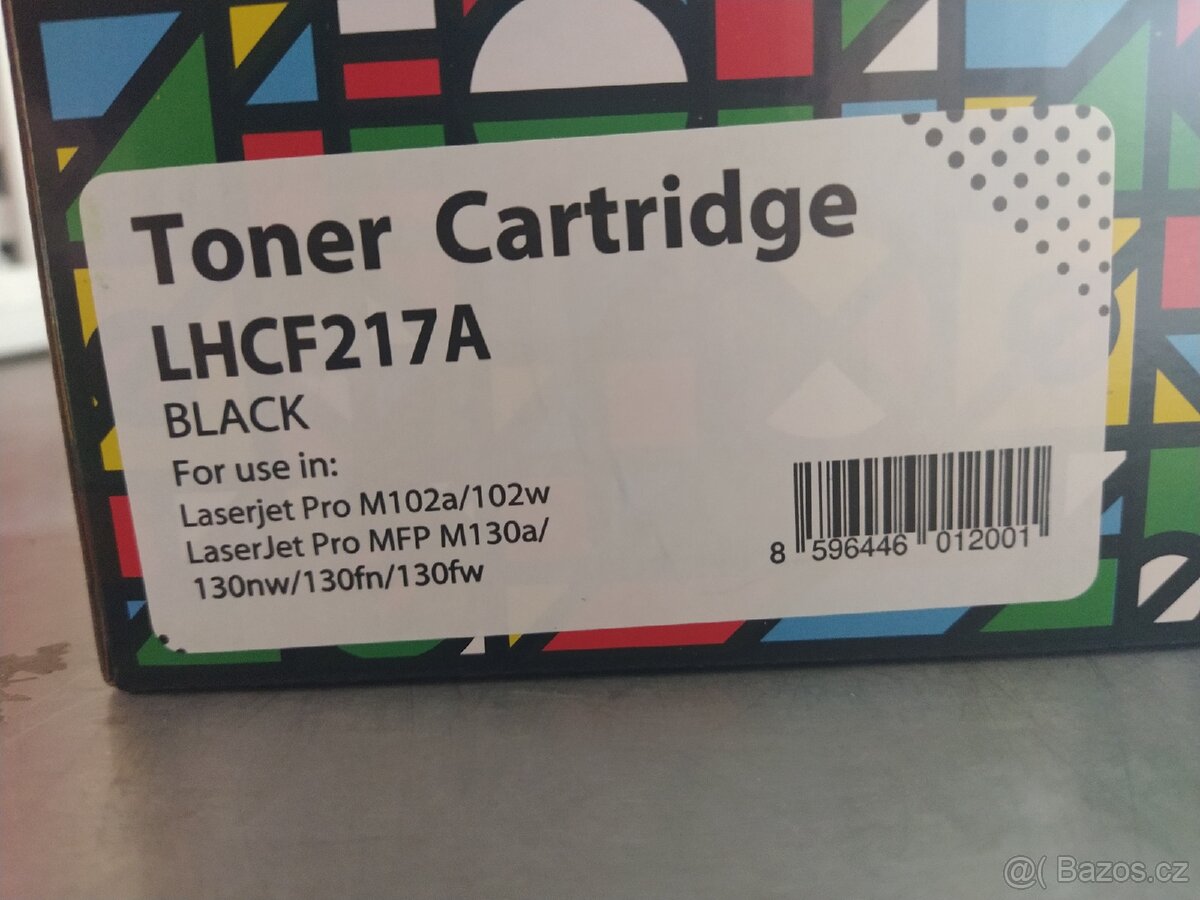 Toner Cartridge
LHCF217A
BLACK
For use in:
Laserjet Pro M102a/102w
LaserJet Pro MFP M130a/
130nw/130fn/130fw
8 596446 012001
@( Bazos.cz